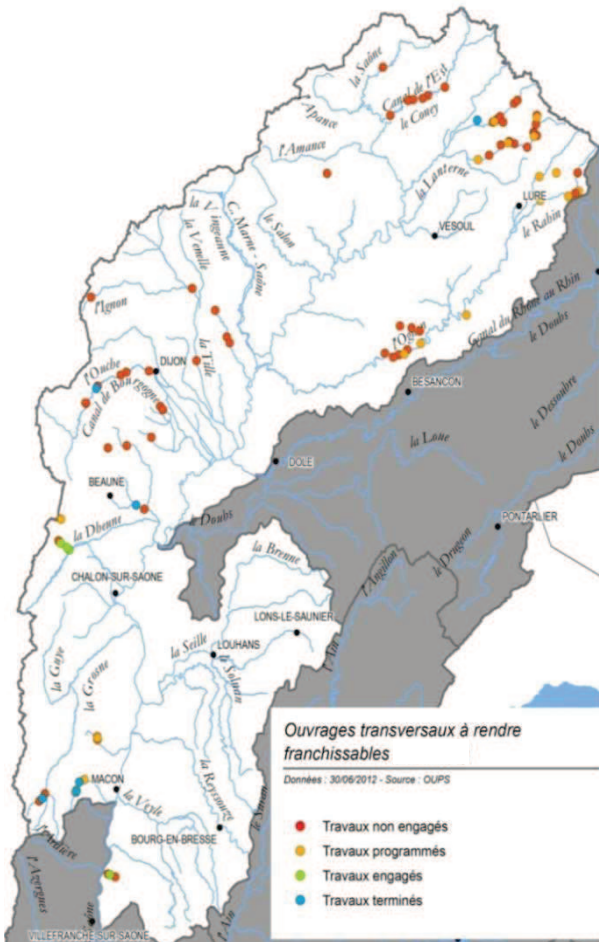 la Saône
Canal de l'Est
le Coney
l'Apance
l'Amance
la Lanterne
LURE
le Rahin
VESOUL
le Salon
C. Marne - Saône
la Vingeanne
la Venelle
l'Ignon
la Tille
l'Ognon
Canal du Rhône au Rhin
le Doubs
l'Ouche
DIJON
Canal de Bourgogne
BESANCON
le Dessoubre
la Loue
le Doubs
DOLE
BEAUNE
la Dheune
le Doubs
PONTARLIER
le Drugeon
la Brenne
l'Angillon
CHALON-SUR-SAONE
LONS-LE-SAUNIER
la Seille
LOUHANS
le Solnan
l'Ain
la Guye
la Grosne
MACON
la Veyle
la Reyssouze
le Suran
BOURG-EN-BRESSE
l'Ardière
l'Azergues
l'Ain
VILLEFRANCHE-SUR-SAONE
Ouvrages transversaux à rendre
franchissables
Données : 30/06/2012 - Source : OUPS
Travaux non engagés
Travaux programmés
Travaux engagés
Travaux terminés